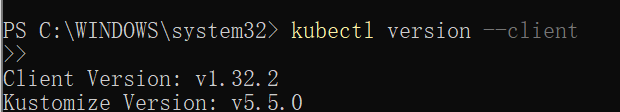 PS C:\WINDOWS\system32> kubectl version --client
>>
Client Version: v1.32.2
Kustomize Version: v5.5.0